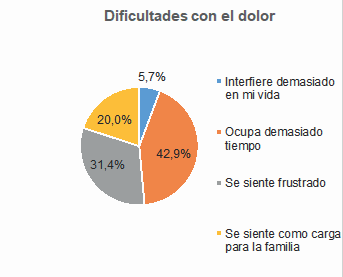 Dificultades con el dolor
5,7%
42,9%
31,4%
20,0%
Interfiere demasiado
en mi vida
Ocupa demasiado
tiempo
Se siente frustrado
Se siente como carga
para la familia